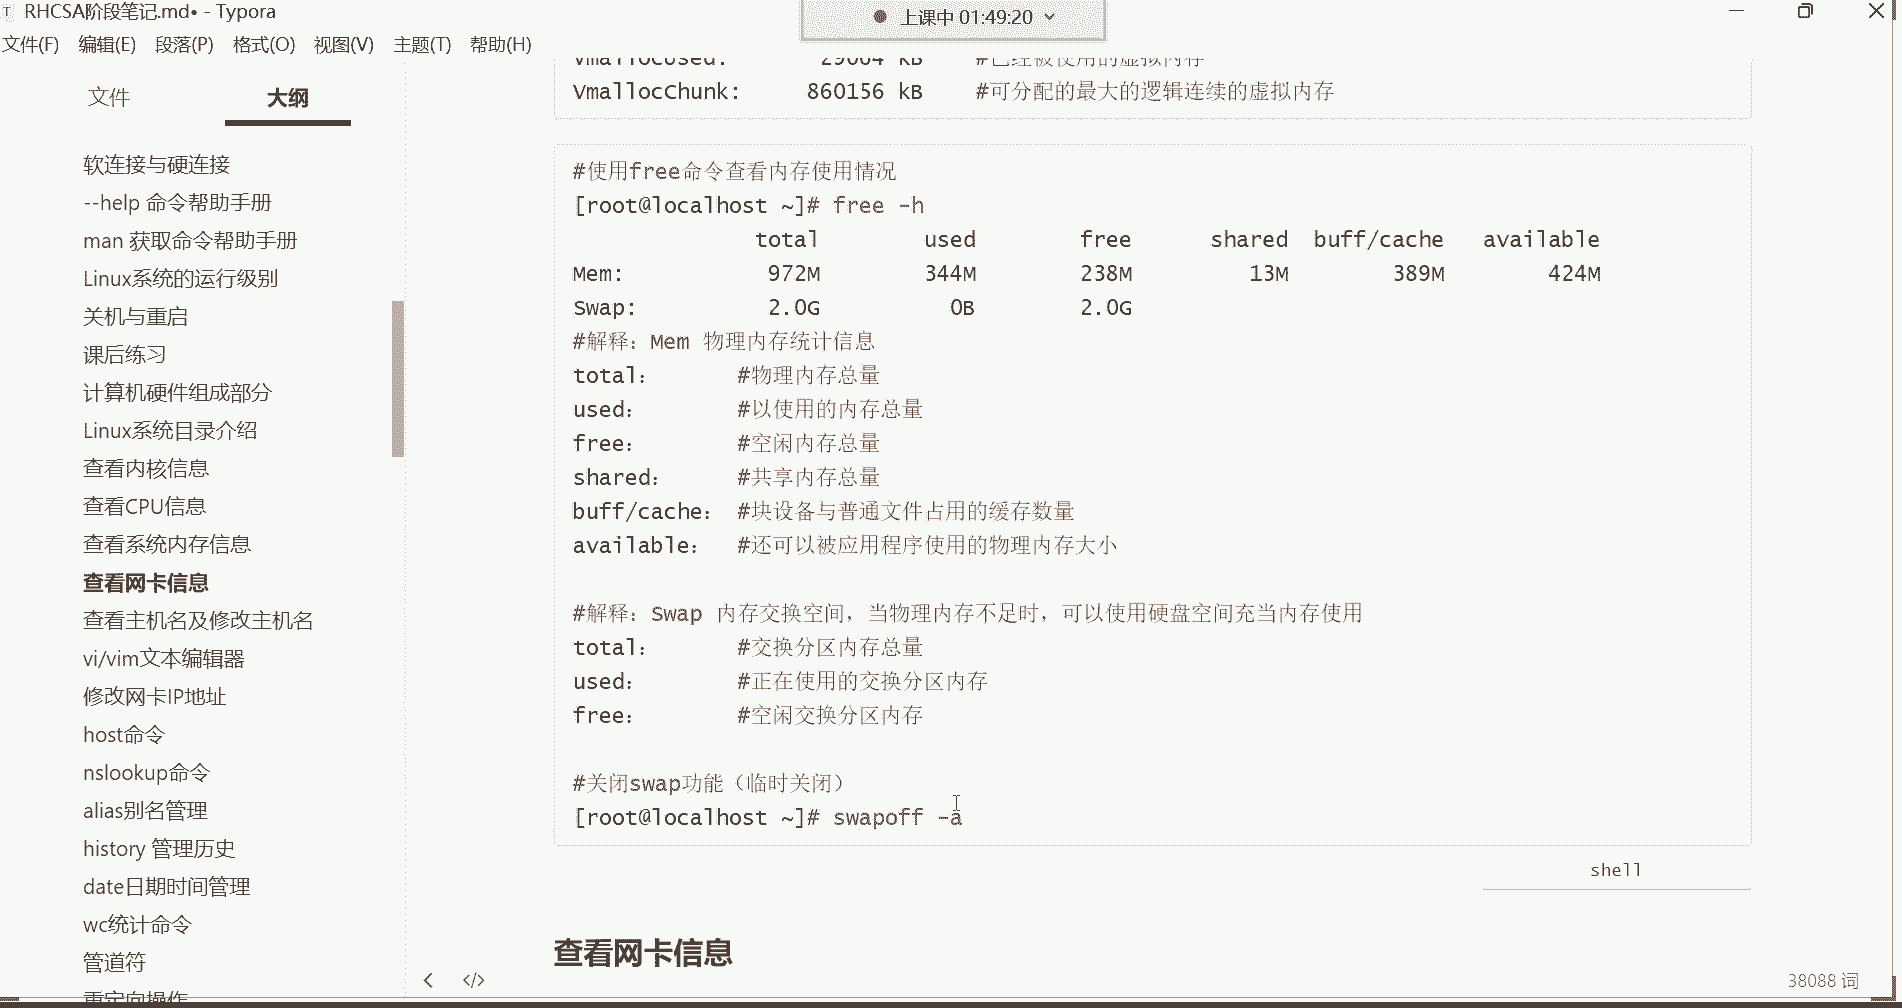 RHCSA阶段笔记.md• - Typora
上课中 01:49:20
文件(F) 编辑(E) 段落(P) 格式(O) 视图(V) 主题(T) 帮助(H)
文件 大纲
软连接与硬连接
--help 命令帮助手册
man 获取命令帮助手册
Linux系统的运行级别
关机与重启
课后练习
计算机硬件组成部分
Linux系统目录介绍
查看内核信息
查看CPU信息
查看系统内存信息
查看网卡信息
查看主机名及修改主机名
vi/vim文本编辑器
修改网卡IP地址
host命令
nslookup命令
alias别名管理
history 管理历史
date日期时间管理
wc统计命令
管道符
重定向操作
VmallocUsed: 29064 kB #已经被使用的虚拟内存
VmallocChunk: 860156 kB #可分配的最大的逻辑连续的虚拟内存
#使用free命令查看内存使用情况
[root@localhost ~]# free -h
total used free shared buff/cache available
Mem: 972M 344M 238M 13M 389M 424M
Swap: 2.0G 0B 2.0G
#解释：Mem 物理内存统计信息
total： #物理内存总量
used： #以使用的内存总量
free： #空闲内存总量
shared： #共享内存总量
buff/cache： #块设备与普通文件占用的缓存数量
available： #还可以被应用程序使用的物理内存大小
#解释：Swap 内存交换空间，当物理内存不足时，可以使用硬盘空间充当内存使用
total： #交换分区内存总量
used： #正在使用的交换分区内存
free： #空闲交换分区内存
#关闭swap功能（临时关闭）
[root@localhost ~]# swapoff -a
shell
查看网卡信息
38088 词